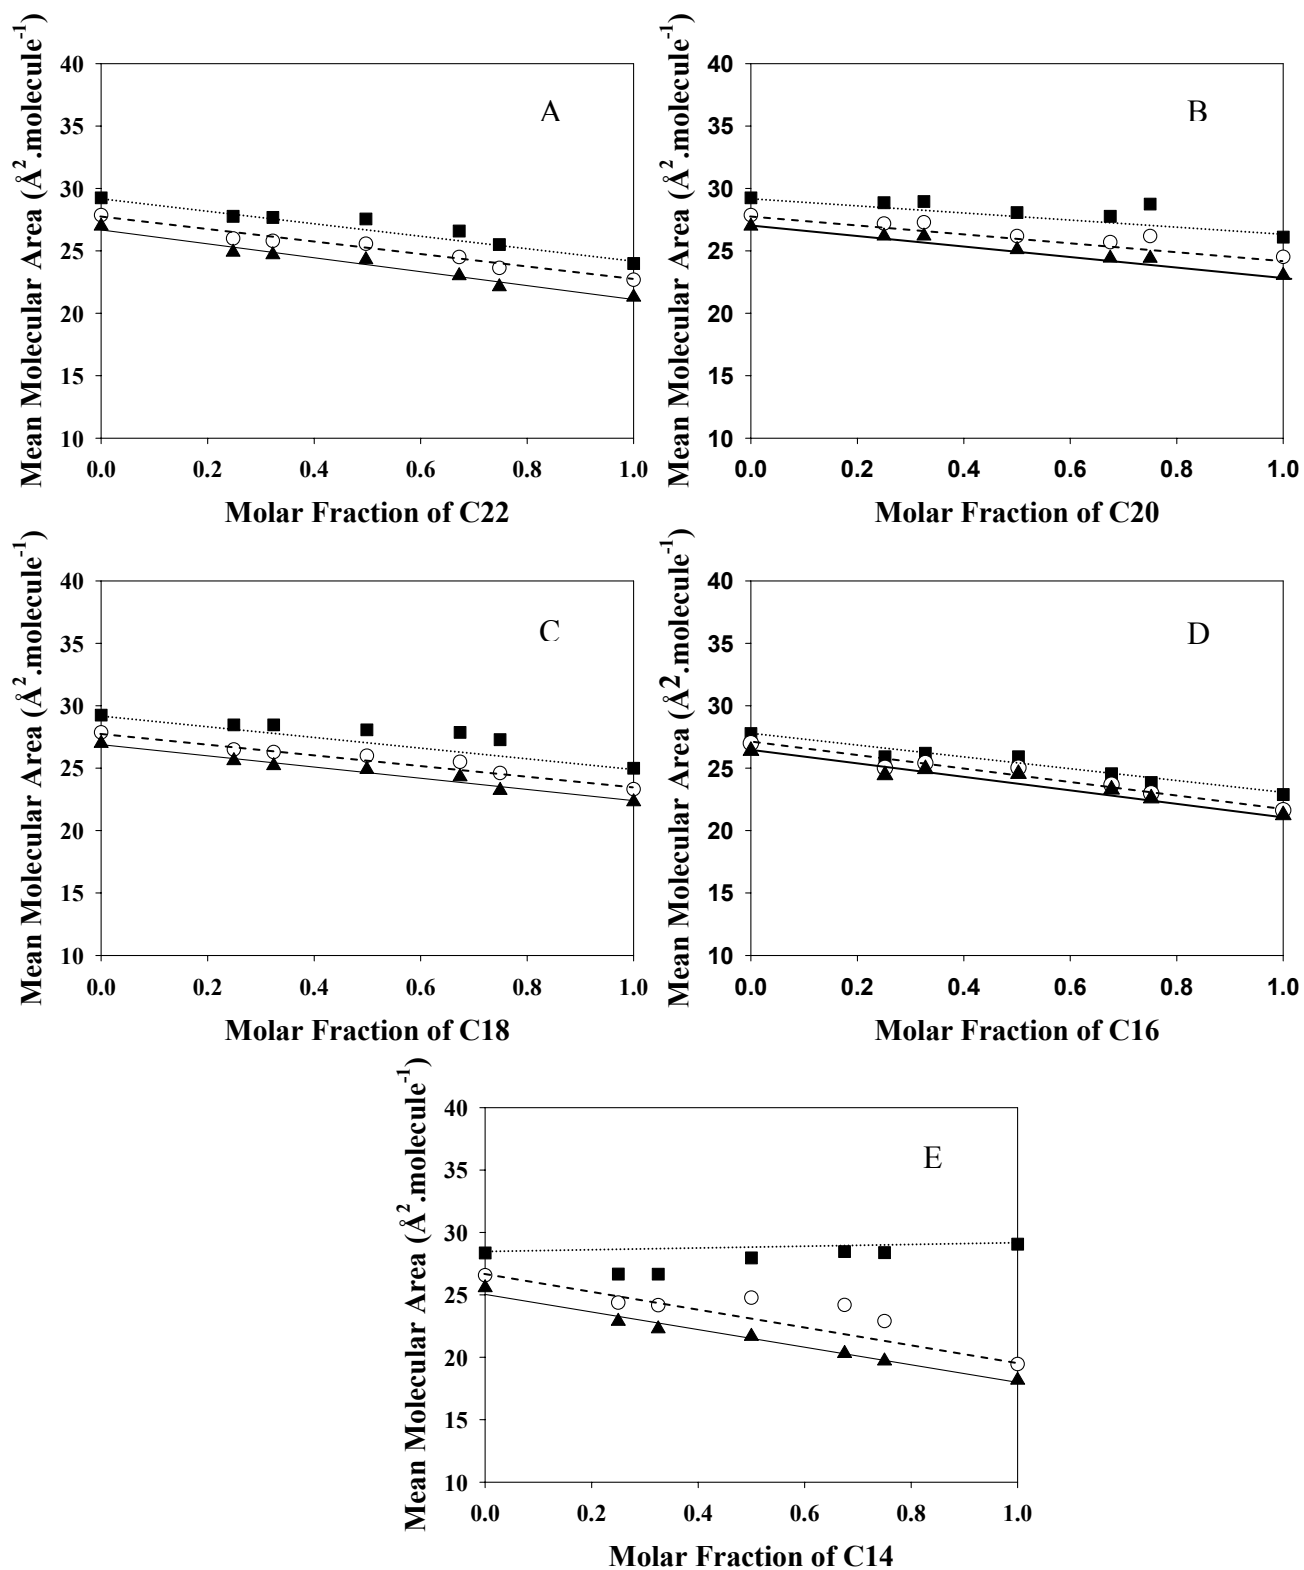 Mean Molecular Area (Å².molecule⁻¹)
40
35
30
25
20
15
10
A
0.0 0.2 0.4 0.6 0.8 1.0
Molar Fraction of C22
Mean Molecular Area (Å².molecule⁻¹)
40
35
30
25
20
15
10
B
0.0 0.2 0.4 0.6 0.8 1.0
Molar Fraction of C20
Mean Molecular Area (Å².molecule⁻¹)
40
35
30
25
20
15
10
C
0.0 0.2 0.4 0.6 0.8 1.0
Molar Fraction of C18
Mean Molecular Area (Å².molecule⁻¹)
40
35
30
25
20
15
10
D
0.0 0.2 0.4 0.6 0.8 1.0
Molar Fraction of C16
Mean Molecular Area (Å².molecule⁻¹)
40
35
30
25
20
15
10
E
0.0 0.2 0.4 0.6 0.8 1.0
Molar Fraction of C14